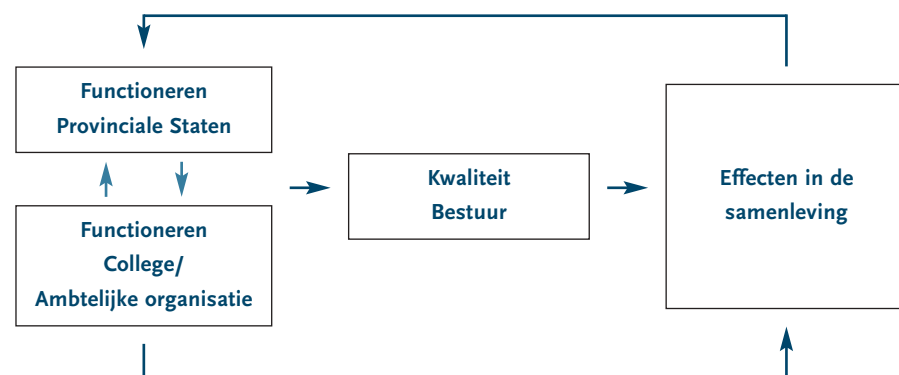 Functioneren
Provinciale Staten
Functioneren
College/
Ambtelijke organisatie
Kwaliteit
Bestuur
Effecten in de
samenleving